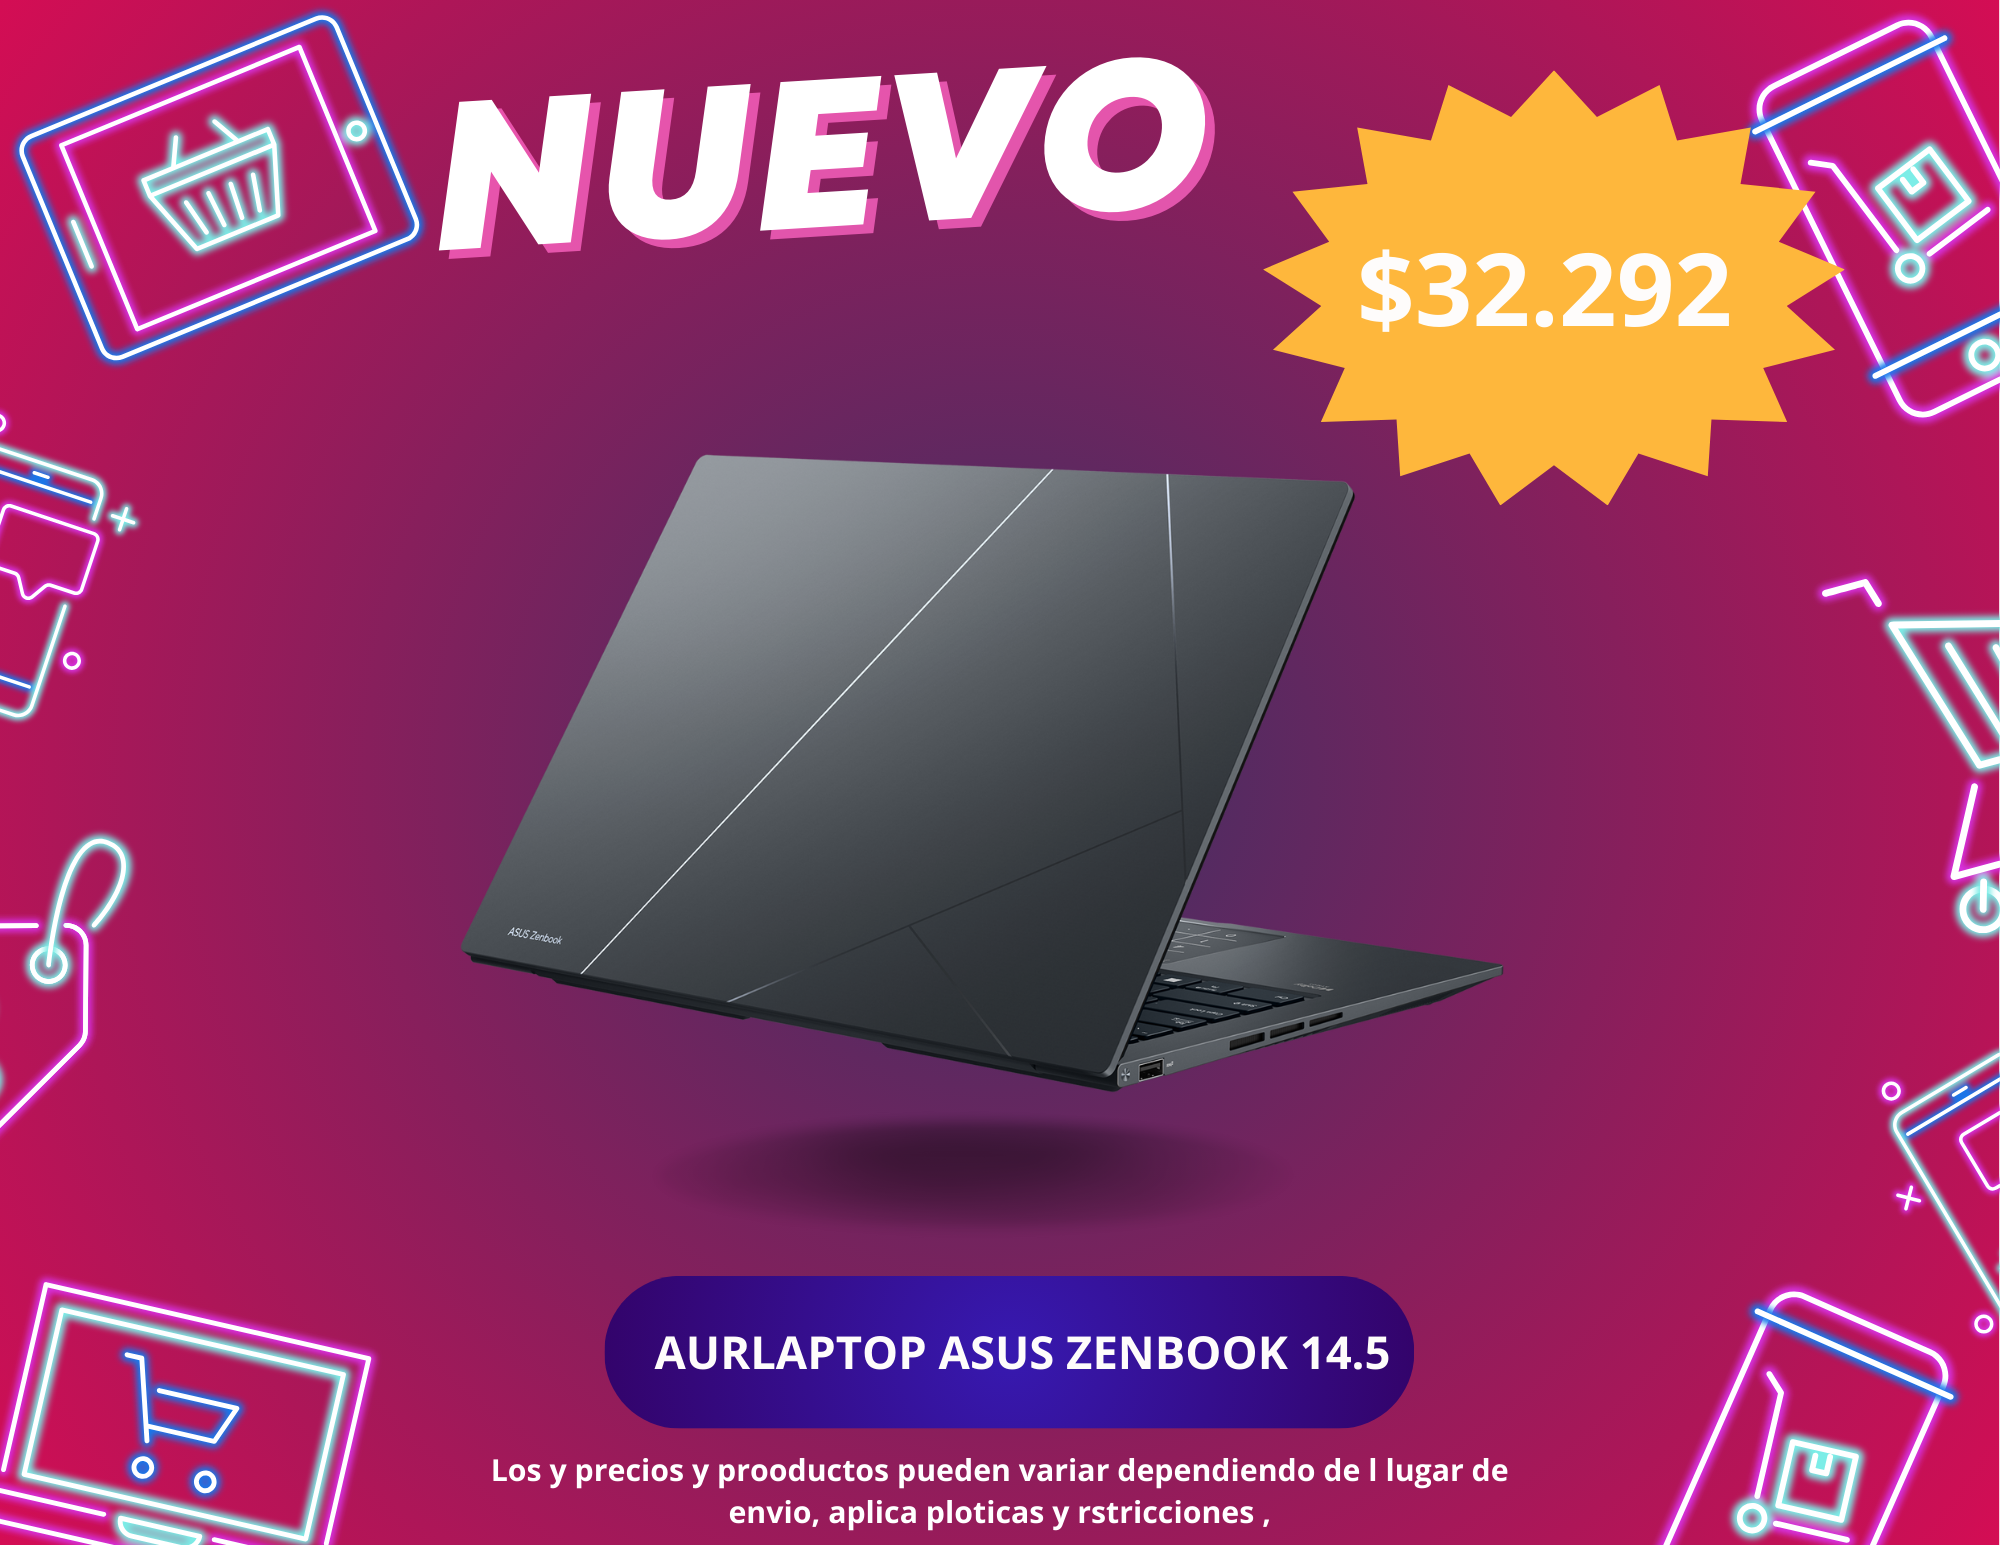 NUEVO
$32.292
ASUS Zenbook
AURLAPTOP ASUS ZENBOOK 14.5
Los y precios y prooductos pueden variar dependiendo de l lugar de
envio, aplica ploticas y rstricciones ,